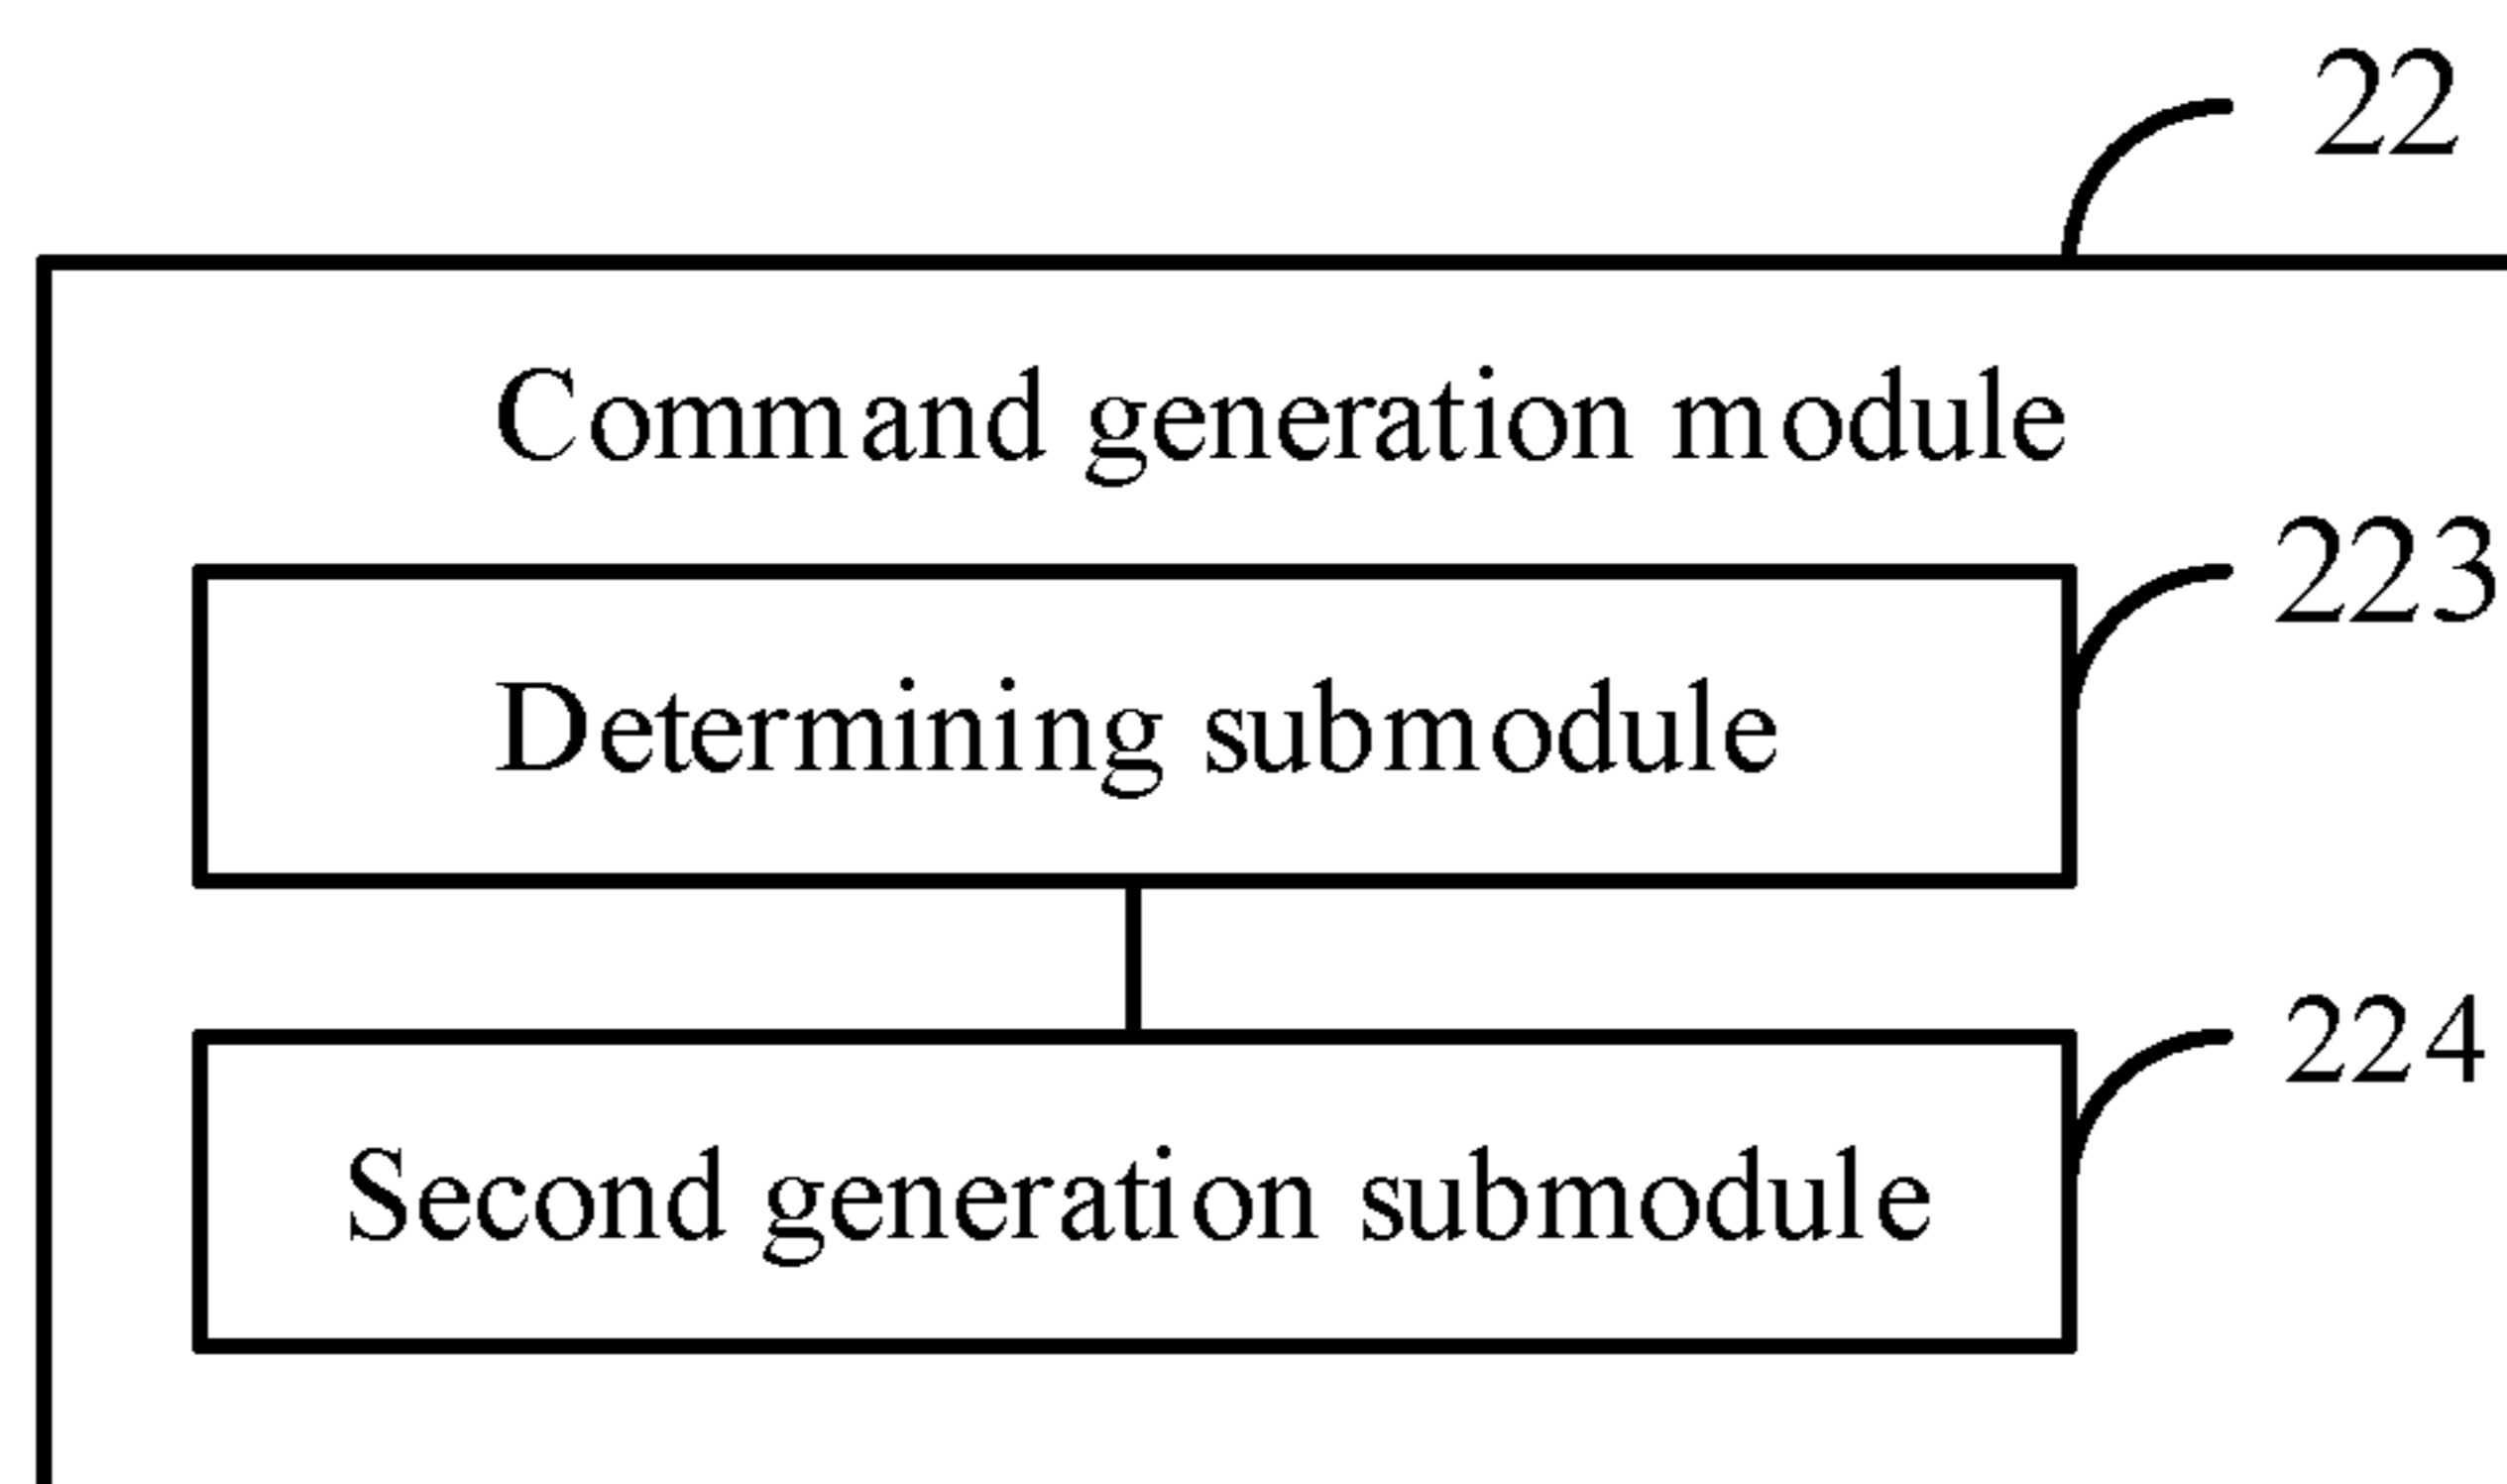 22
Command generation module
223
Determining submodule
224
Second generation submodule